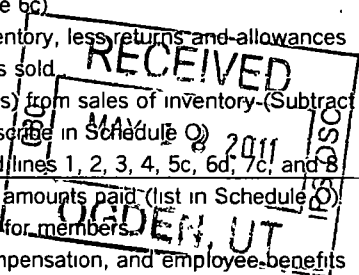 e 6c)
entory, less returns and allowances
s sold
RECEIVED
s) from sales of inventory (Subtract
scribe in Schedule O)
MAY 2011
d lines 1, 2, 3, 4, 5c, 6d, 7c, and 8
amounts paid (list in Schedule O)
for members
OGDEN, UT
mpensation, and employee benefits